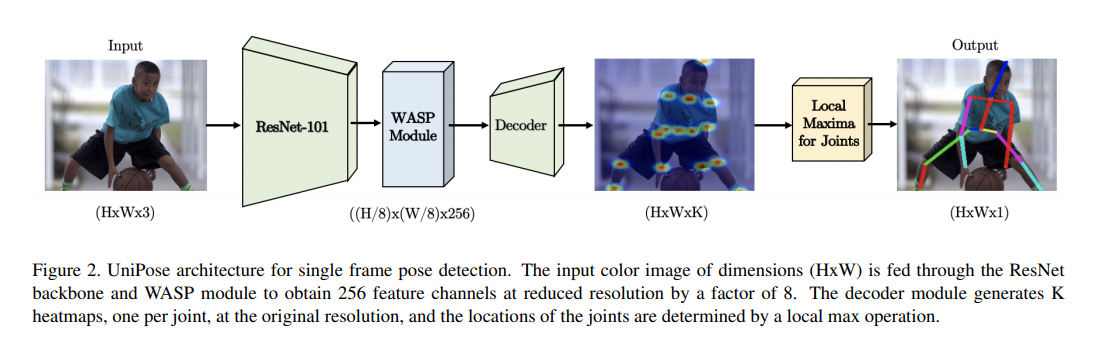 Input
Output
ResNet-101
WASP
Module
Decoder
Local
Maxima
for Joints
(HxWx3)
((H/8)x(W/8)x256)
(HxWxK)
(HxWx1)
Figure 2. UniPose architecture for single frame pose detection. The input color image of dimensions (HxW) is fed through the ResNet
backbone and WASP module to obtain 256 feature channels at reduced resolution by a factor of 8. The decoder module generates K
heatmaps, one per joint, at the original resolution, and the locations of the joints are determined by a local max operation.